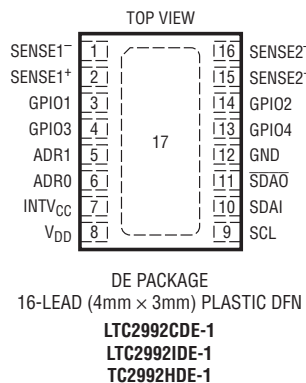 TOP VIEW
SENSE1– 1
SENSE1+ 2
GPIO1 3
GPIO3 4
ADR1 5
ADR0 6
INTVCC 7
VDD 8
17
16 SENSE2–
15 SENSE2
14 GPIO2
13 GPIO4
12 GND
11 SDAO
10 SDAI
9 SCL
DE PACKAGE
16-LEAD (4mm × 3mm) PLASTIC DFN
LTC2992CDE-1
LTC2992IDE-1
TC2992HDE-1